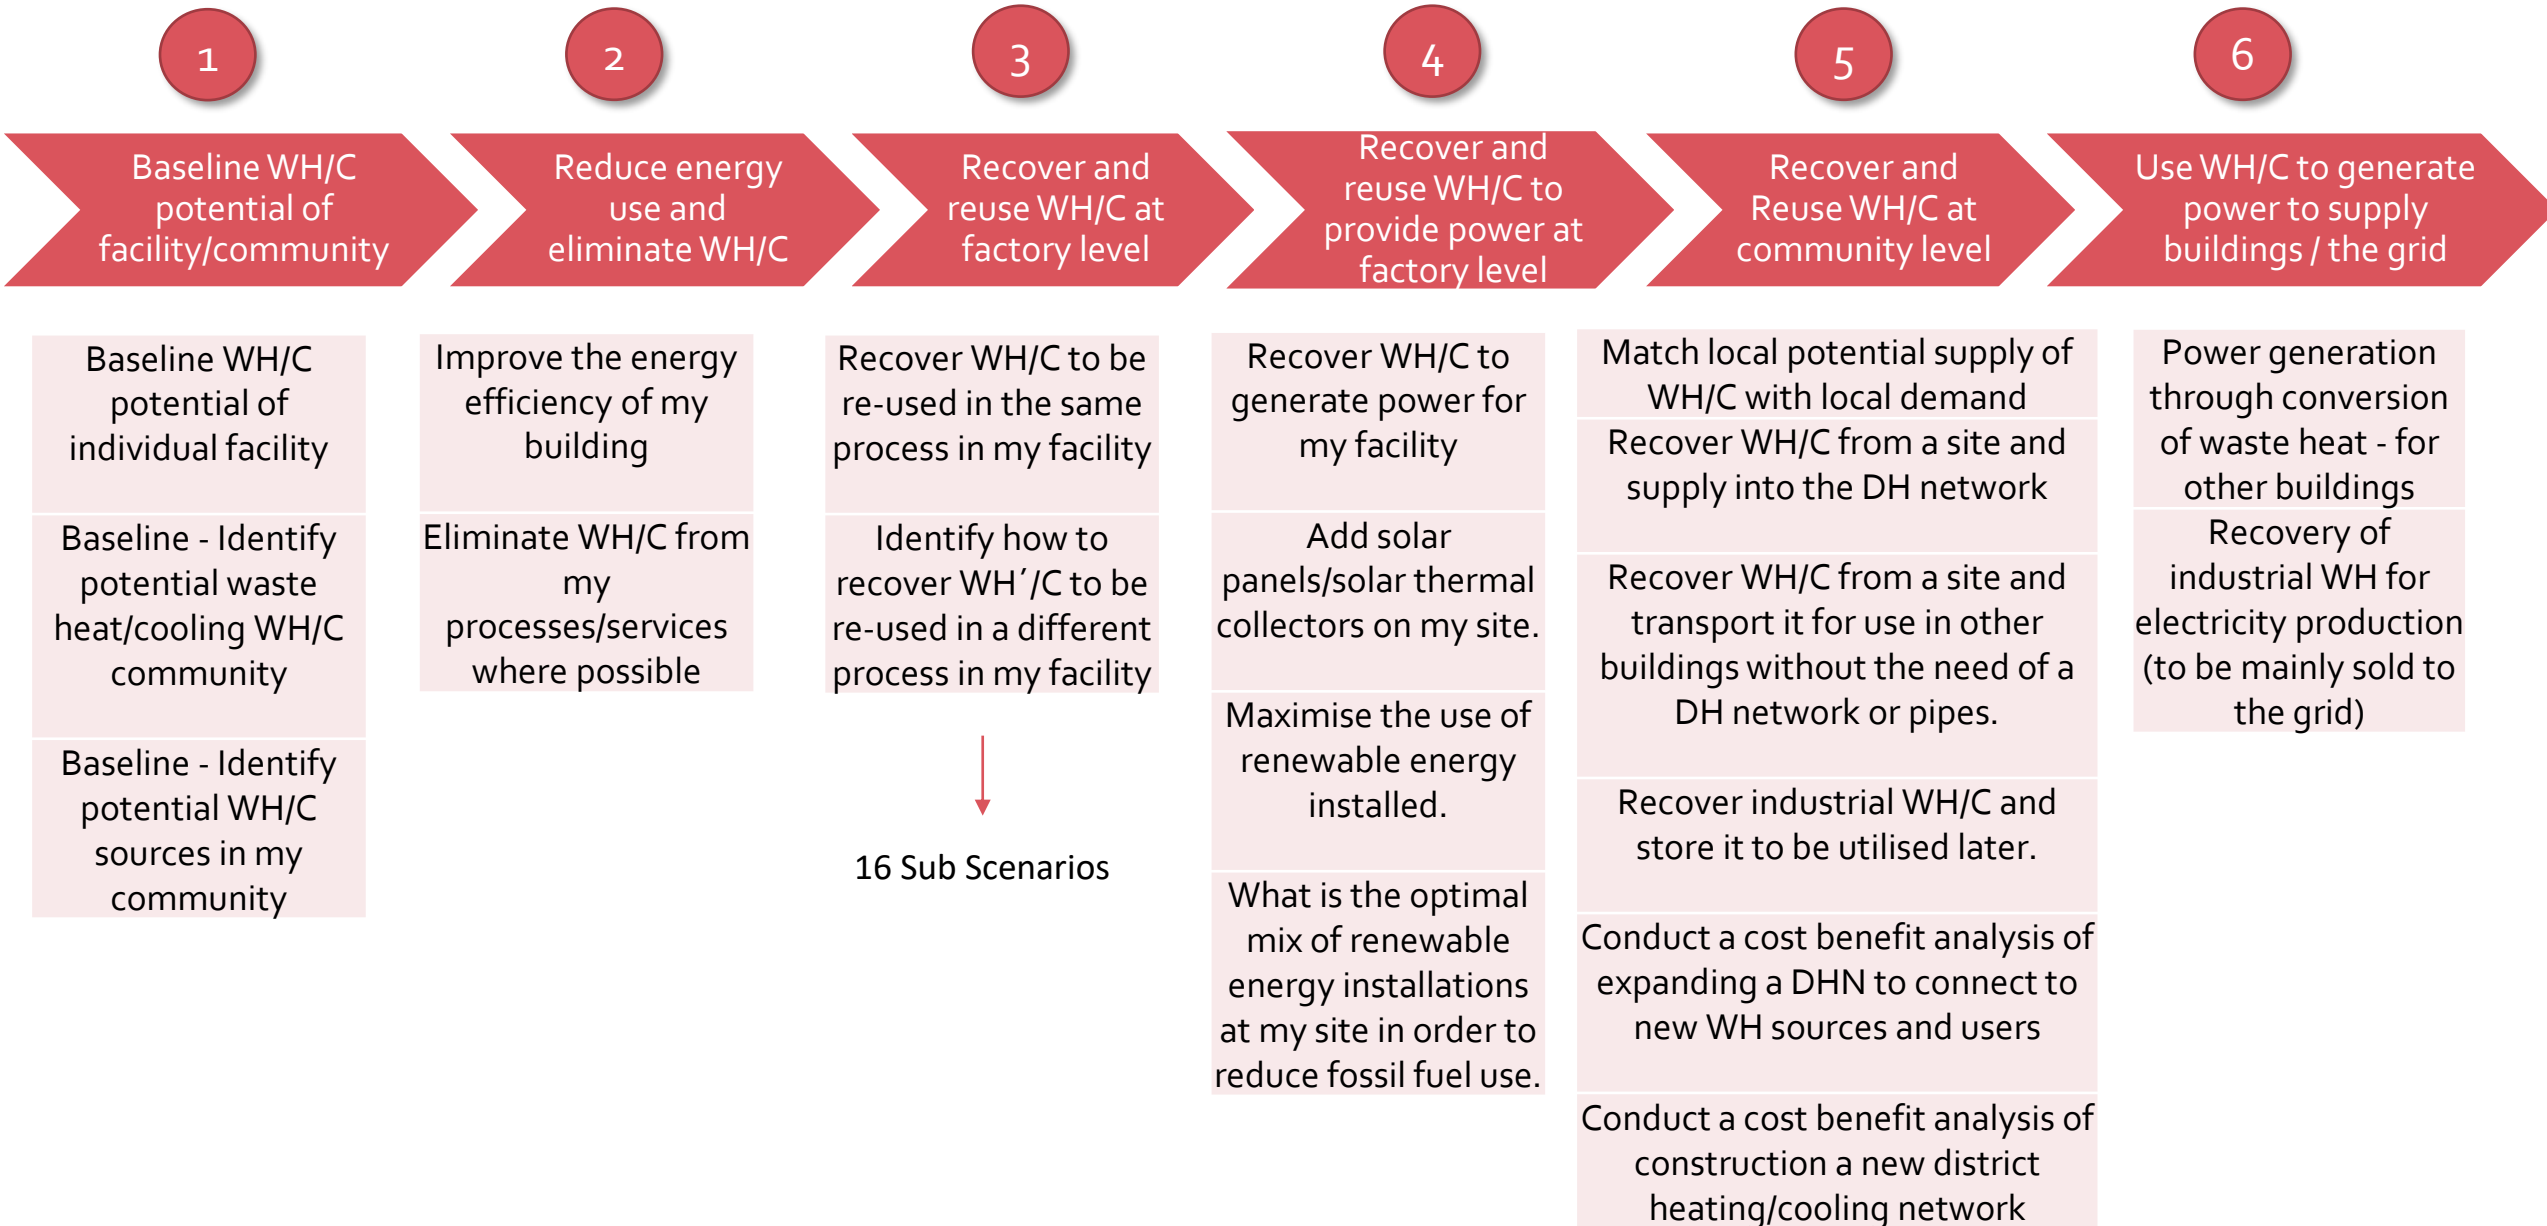 1
2
3
4
5
6
Baseline WH/C
potential of
facility/community
Reduce energy
use and
eliminate WH/C
Recover and
reuse WH/C at
factory level
Recover and
reuse WH/C to
provide power at
factory level
Recover and
Reuse WH/C at
community level
Use WH/C to generate
power to supply
buildings / the grid
Baseline WH/C
potential of
individual facility
Baseline - Identify
potential waste
heat/cooling WH/C
community
Baseline - Identify
potential WH/C
sources in my
community
Improve the energy
efficiency of my
building
Eliminate WH/C from
my
processes/services
where possible
Recover WH/C to be
re-used in the same
process in my facility
Identify how to
recover WH´/C to be
re-used in a different
process in my facility
16 Sub Scenarios
Recover WH/C to
generate power for
my facility
Add solar
panels/solar thermal
collectors on my site.
Maximise the use of
renewable energy
installed.
What is the optimal
mix of renewable
energy installations
at my site in order to
reduce fossil fuel use.
Match local potential supply of
WH/C with local demand
Recover WH/C from a site and
supply into the DH network
Recover WH/C from a site and
transport it for use in other
buildings without the need of a
DH network or pipes.
Recover industrial WH/C and
store it to be utilised later.
Conduct a cost benefit analysis of
expanding a DHN to connect to
new WH sources and users
Conduct a cost benefit analysis of
construction a new district
heating/cooling network
Power generation
through conversion
of waste heat - for
other buildings
Recovery of
industrial WH for
electricity production
(to be mainly sold to
the grid)